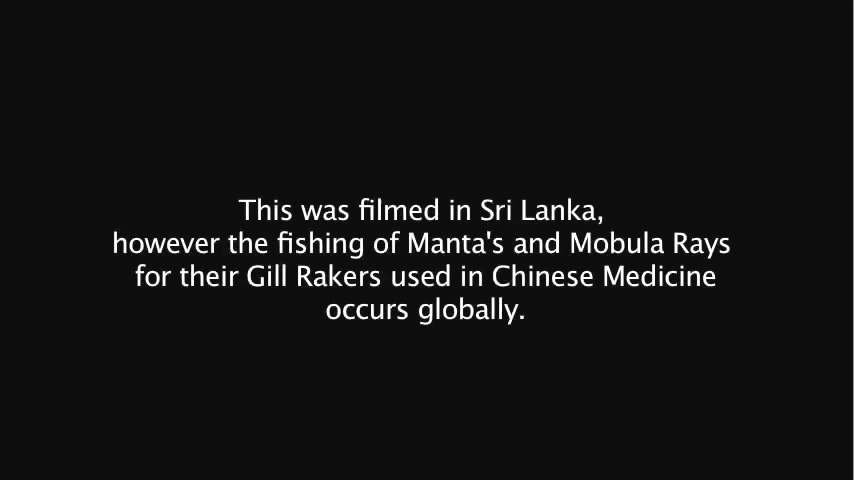 This was filmed in Sri Lanka,
however the fishing of Manta's and Mobula Rays
for their Gill Rakers used in Chinese Medicine
occurs globally.